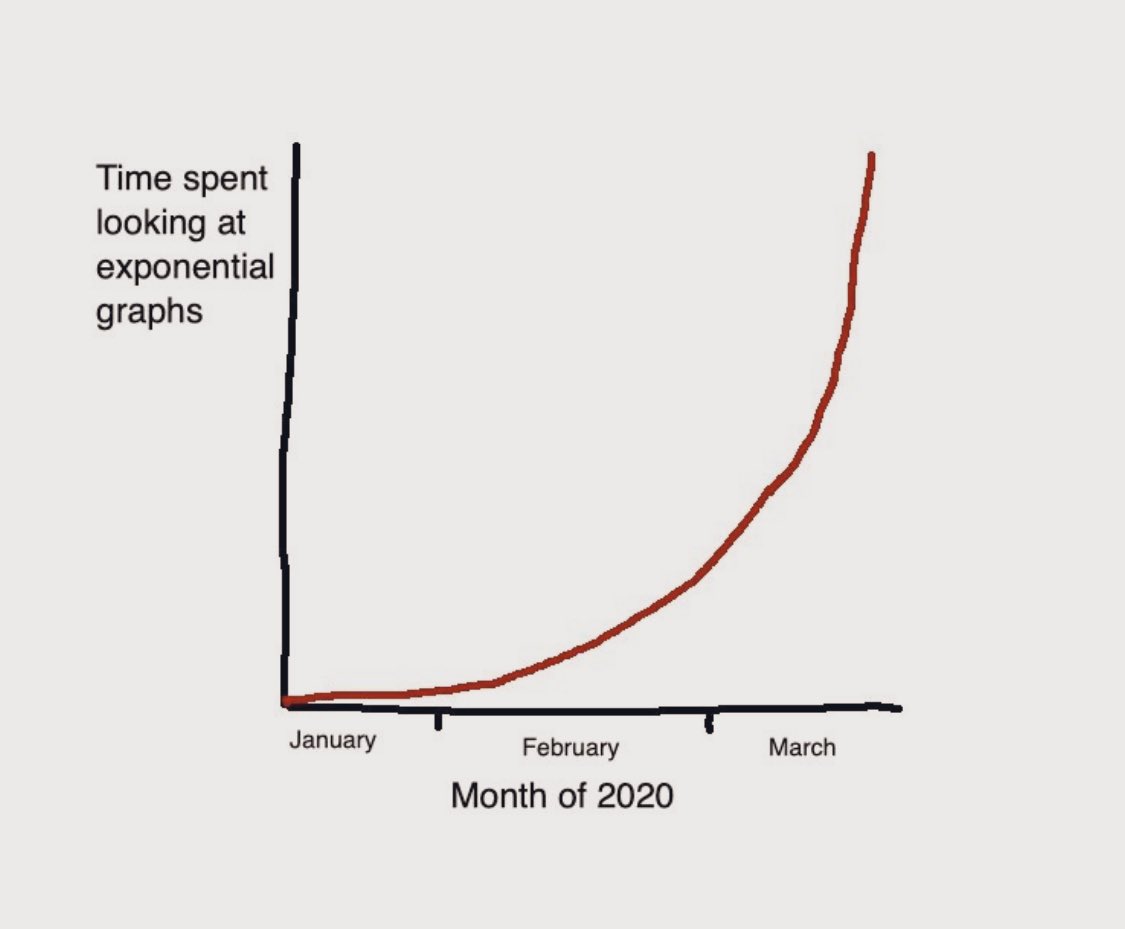 Time spent
looking at
exponential
graphs
January
February
March
Month of 2020